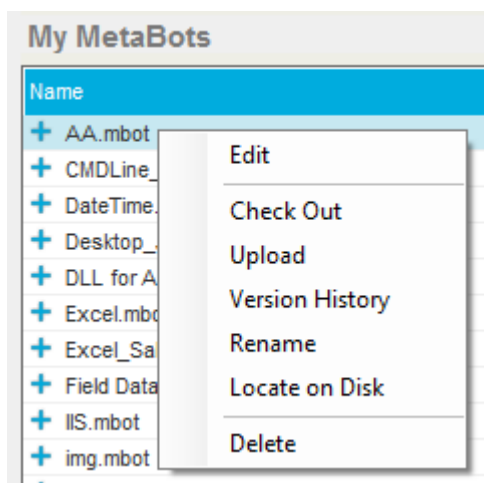 My MetaBots
Name
AA.mbot
CMDLine_
DateTime.
Desktop_
DLL for A
Excel.mbo
Excel_Sal
Field Data
IIS.mbot
img.mbot
Edit
Check Out
Upload
Version History
Rename
Locate on Disk
Delete